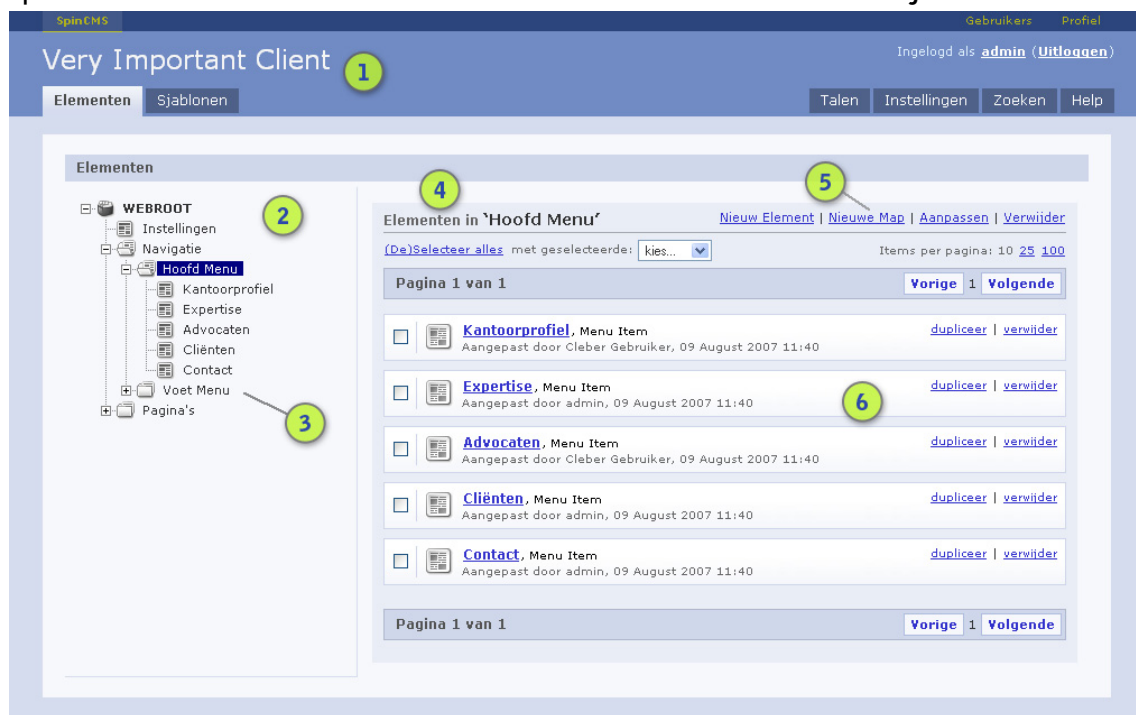 SpinCMS Gebruikers Profiel
Very Important Client 1
Ingelogd als admin (Uitloggen)
Elementen Sjablonen Talen Instellingen Zoeken Help
Elementen
WEBROOT
2
Instellingen
Navigatie
Hoofd Menu
Kantoorprofiel
Expertise
Advocaten
Cliënten
Contact
Voet Menu
Pagina's
3
4
5
Elementen in 'Hoofd Menu' Nieuw Element | Nieuwe Map | Aanpassen | Verwijder
(De)Selecteer alles met geselecteerde: kies... Items per pagina: 10 25 100
Pagina 1 van 1 Vorige 1 Volgende
Kantoorprofiel, Menu Item dupliceer | verwijder
Aangepast door Cleber Gebruiker, 09 August 2007 11:40
Expertise, Menu Item dupliceer | verwijder
Aangepast door admin, 09 August 2007 11:40
6
Advocaten, Menu Item dupliceer | verwijder
Aangepast door Cleber Gebruiker, 09 August 2007 11:40
Cliënten, Menu Item dupliceer | verwijder
Aangepast door admin, 09 August 2007 11:40
Contact, Menu Item dupliceer | verwijder
Aangepast door admin, 09 August 2007 11:40
Pagina 1 van 1 Vorige 1 Volgende